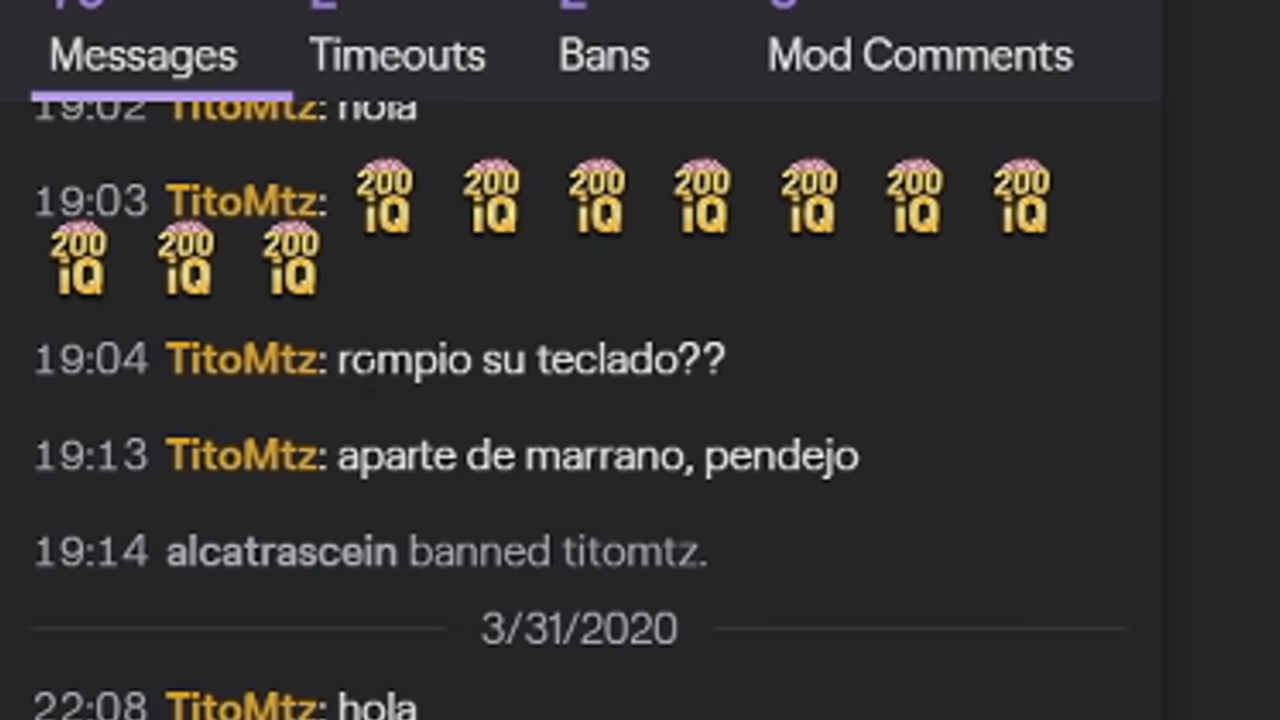 Messages Timeouts Bans Mod Comments
19:02 TitoMtz: hola
19:03 TitoMtz: 200 iQ 200 iQ 200 iQ 200 iQ 200 iQ 200 iQ 200 iQ
200 iQ 200 iQ 200 iQ
19:04 TitoMtz: rompio su teclado??
19:13 TitoMtz: aparte de marrano, pendejo
19:14 alcatrascein banned titomtz.
3/31/2020
22:08 TitoMtz: hola